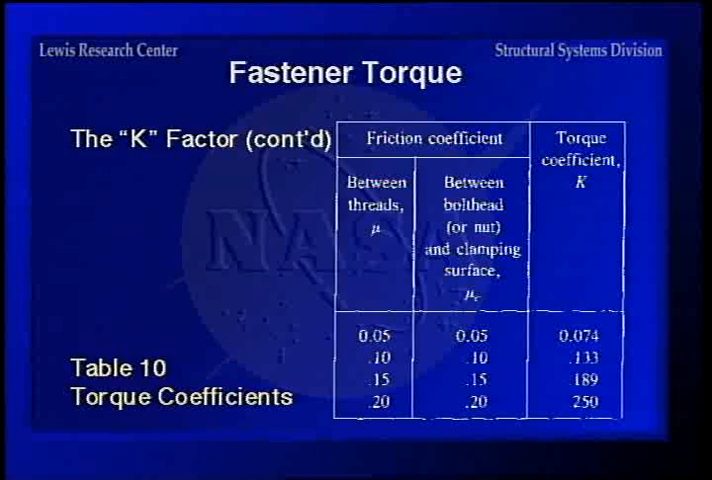 Lewis Research Center
Structural Systems Division
Fastener Torque
The “K” Factor (cont'd)
Friction coefficient
Torque
coefficient,
K
Between
threads,
μ
Between
bolthead
(or nut)
and clamping
surface,
μc
0.05 0.05 0.074
.10 .10 .133
.15 .15 .189
.20 .20 .250
Table 10
Torque Coefficients
NASA